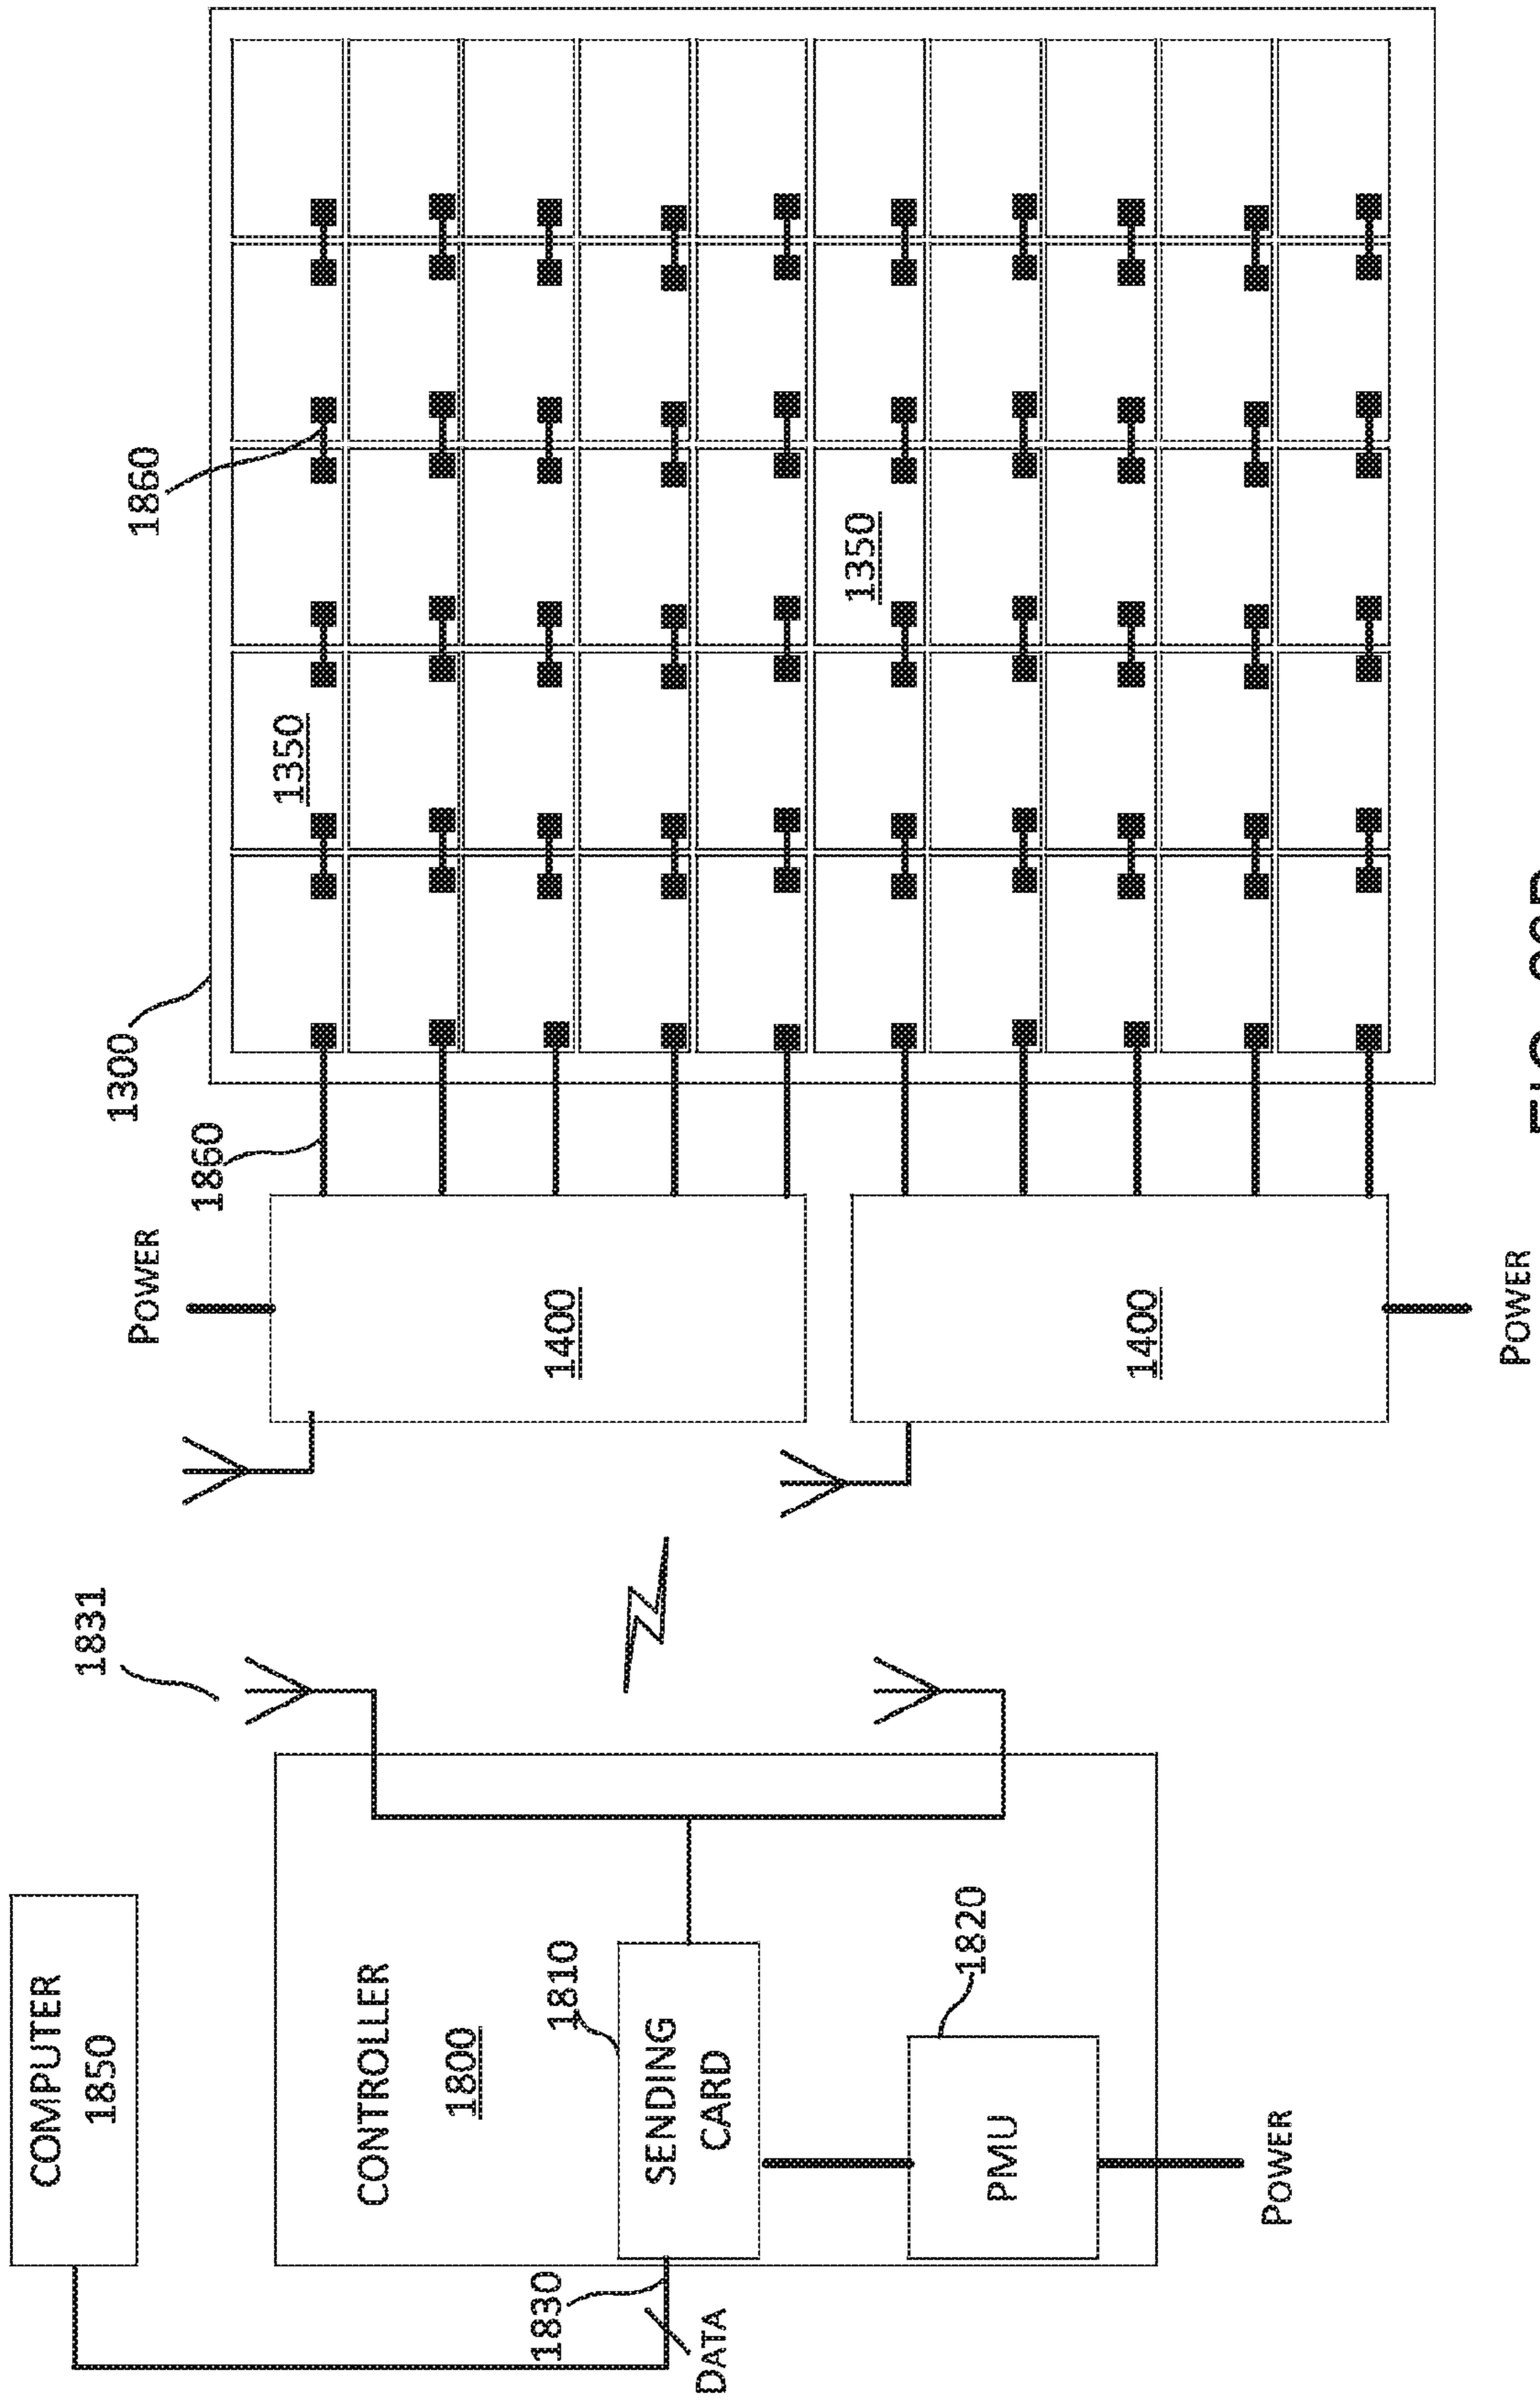 COMPUTER
1850
CONTROLLER
1800
SENDING
CARD
1810
PMU
1820
POWER
1830
DATA
1831
POWER
1400
1400
POWER
1860
1300
1860
1350
1350